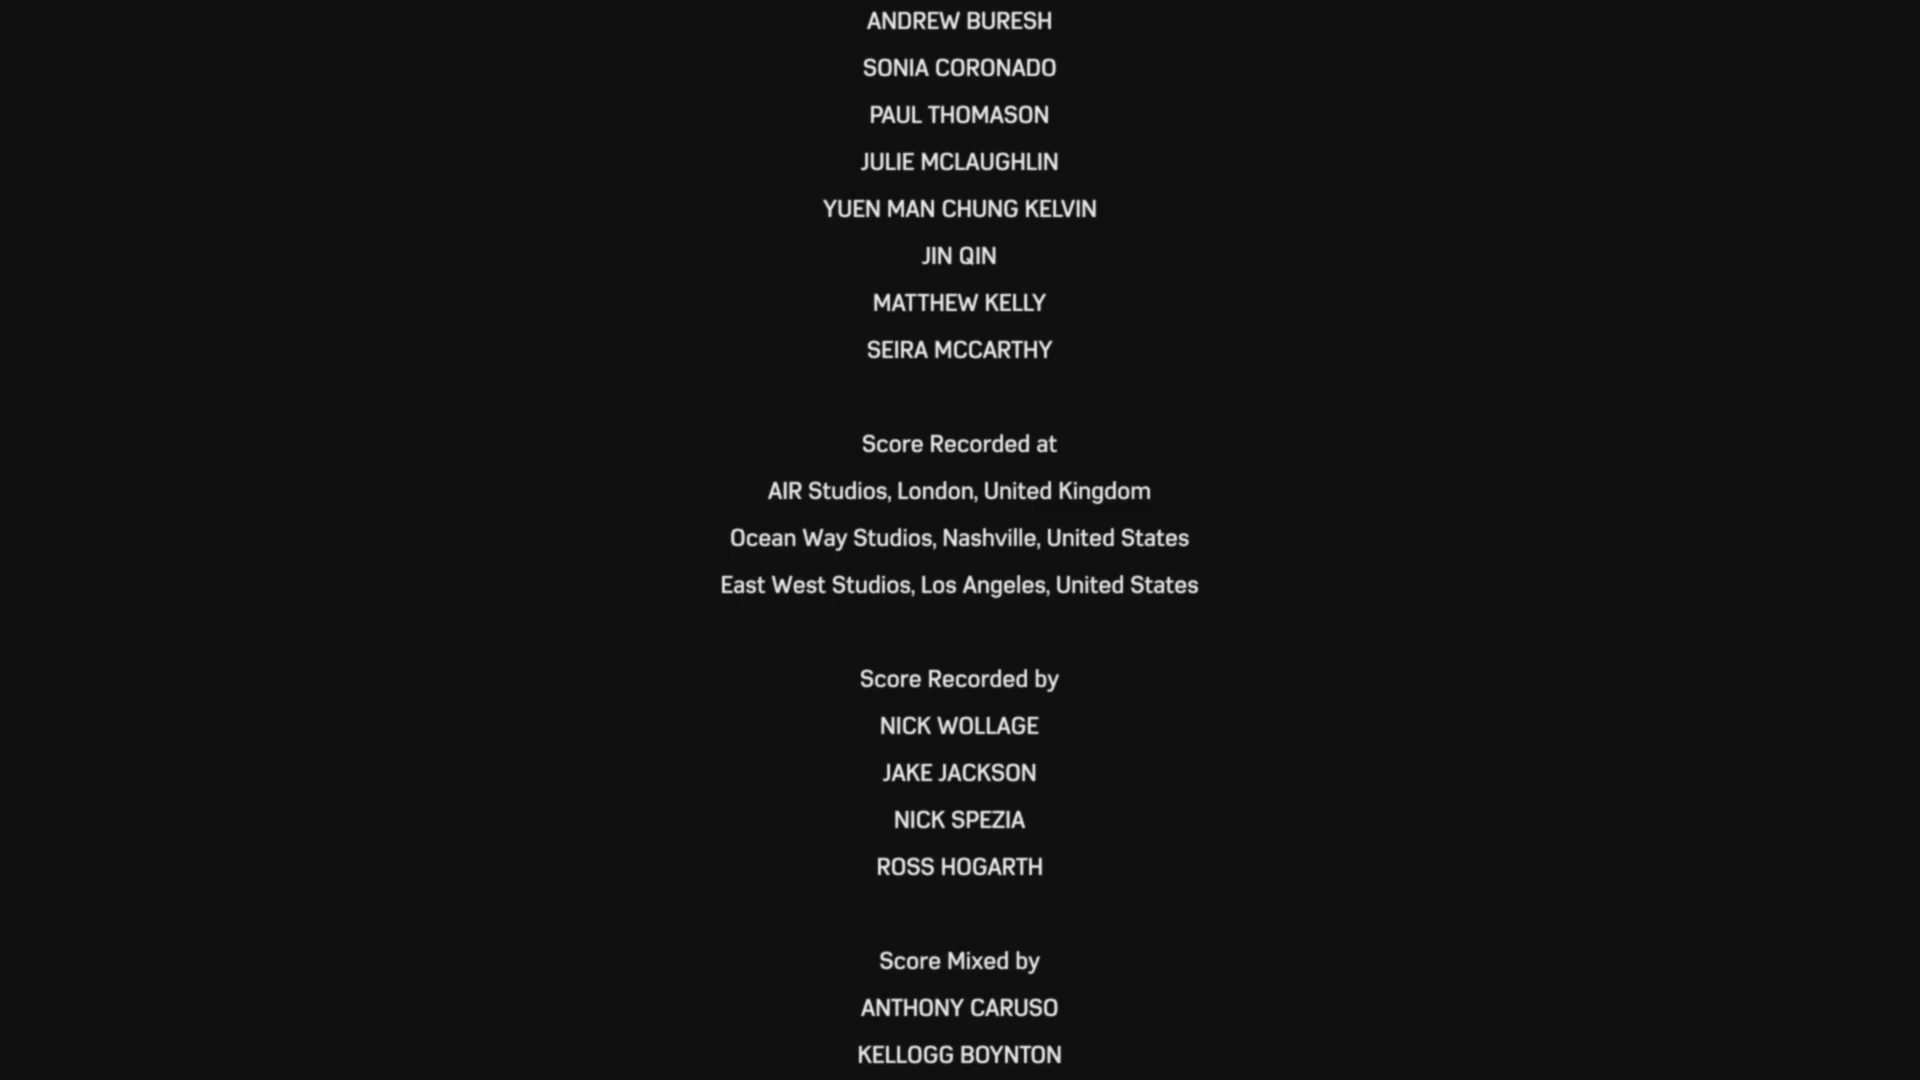 ANDREW BURESH
SONIA CORONADO
PAUL THOMASON
JULIE MCLAUGHLIN
YUEN MAN CHUNG KELVIN
JIN QIN
MATTHEW KELLY
SEIRA MCCARTHY
Score Recorded at
AIR Studios, London, United Kingdom
Ocean Way Studios, Nashville, United States
East West Studios, Los Angeles, United States
Score Recorded by
NICK WOLLAGE
JAKE JACKSON
NICK SPEZIA
ROSS HOGARTH
Score Mixed by
ANTHONY CARUSO
KELLOGG BOYNTON